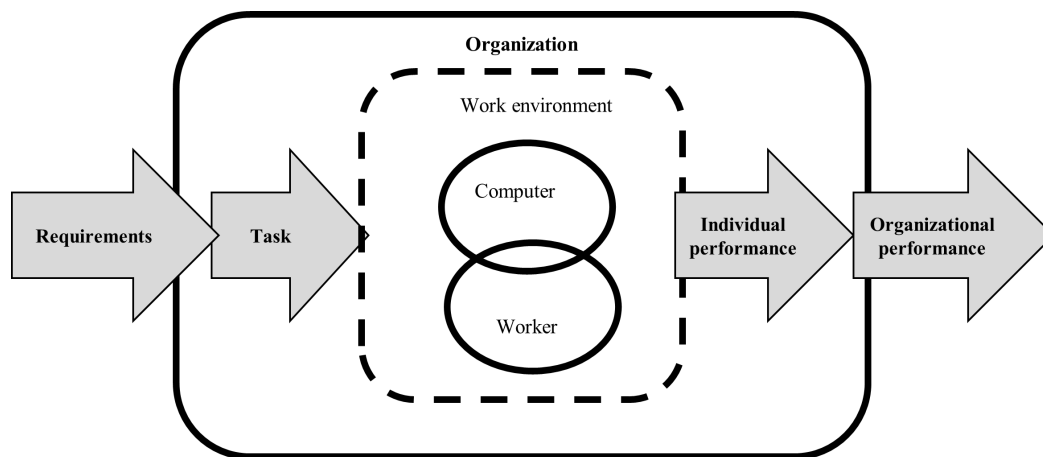 Organization
Work environment
Computer
Requirements
Task
Individual
performance
Organizational
performance
Worker